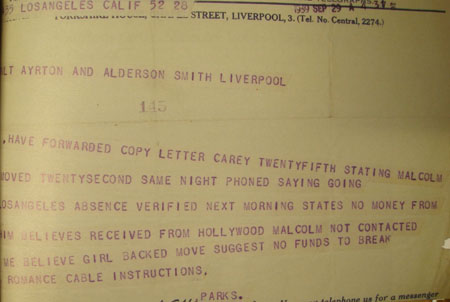 LOSANGELES CALIF 52 28
STREET, LIVERPOOL, 3. (Tel. No. Central, 2274.)
SEP 29
LT AYRTON AND ALDERSON SMITH LIVERPOOL
145
HAVE FORWARDED COPY LETTER CAREY TWENTYFIFTH STATING MALCOLM
MOVED TWENTYSECOND SAME NIGHT PHONED SAYING GOING
LOSANGELES ABSENCE VERIFIED NEXT MORNING STATES NO MONEY FROM
HIM BELIEVES RECEIVED FROM HOLLYWOOD MALCOLM NOT CONTACTED
WE BELIEVE GIRL BACKED MOVE SUGGEST NO FUNDS TO BREAK
ROMANCE CABLE INSTRUCTIONS.
PARKS.
telephone us for a messenger